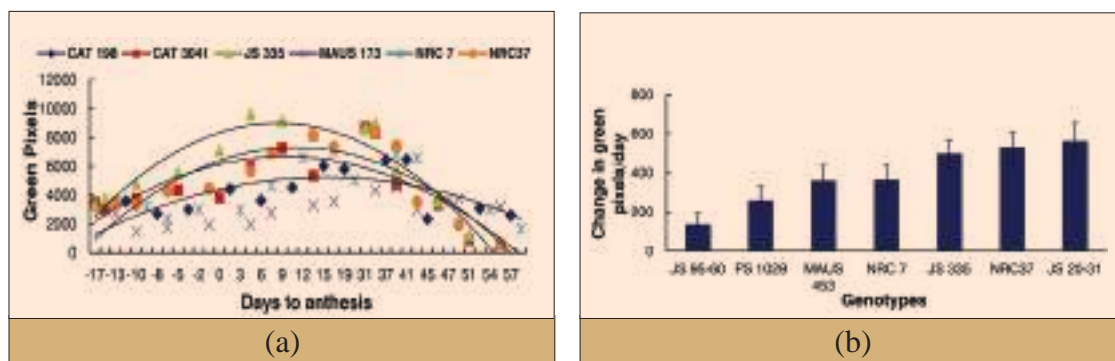 CAT 198 CAT 3041 JS 335 MAUS 173 NRC 7 NRC37
Green Pixels
12000
10000
8000
6000
4000
2000
0
-17 -13 -10 -8 -5 -2 0 3 6 9 12 15 19 31 37 41 45 47 51 54 57
Days to anthesis
(a)
Change in green
pixels/day
800
600
400
200
0
JS 95-60 PS 1029 MAUS NRC 7 JS 335 NRC37 JS 20-31
453
Genotypes
(b)